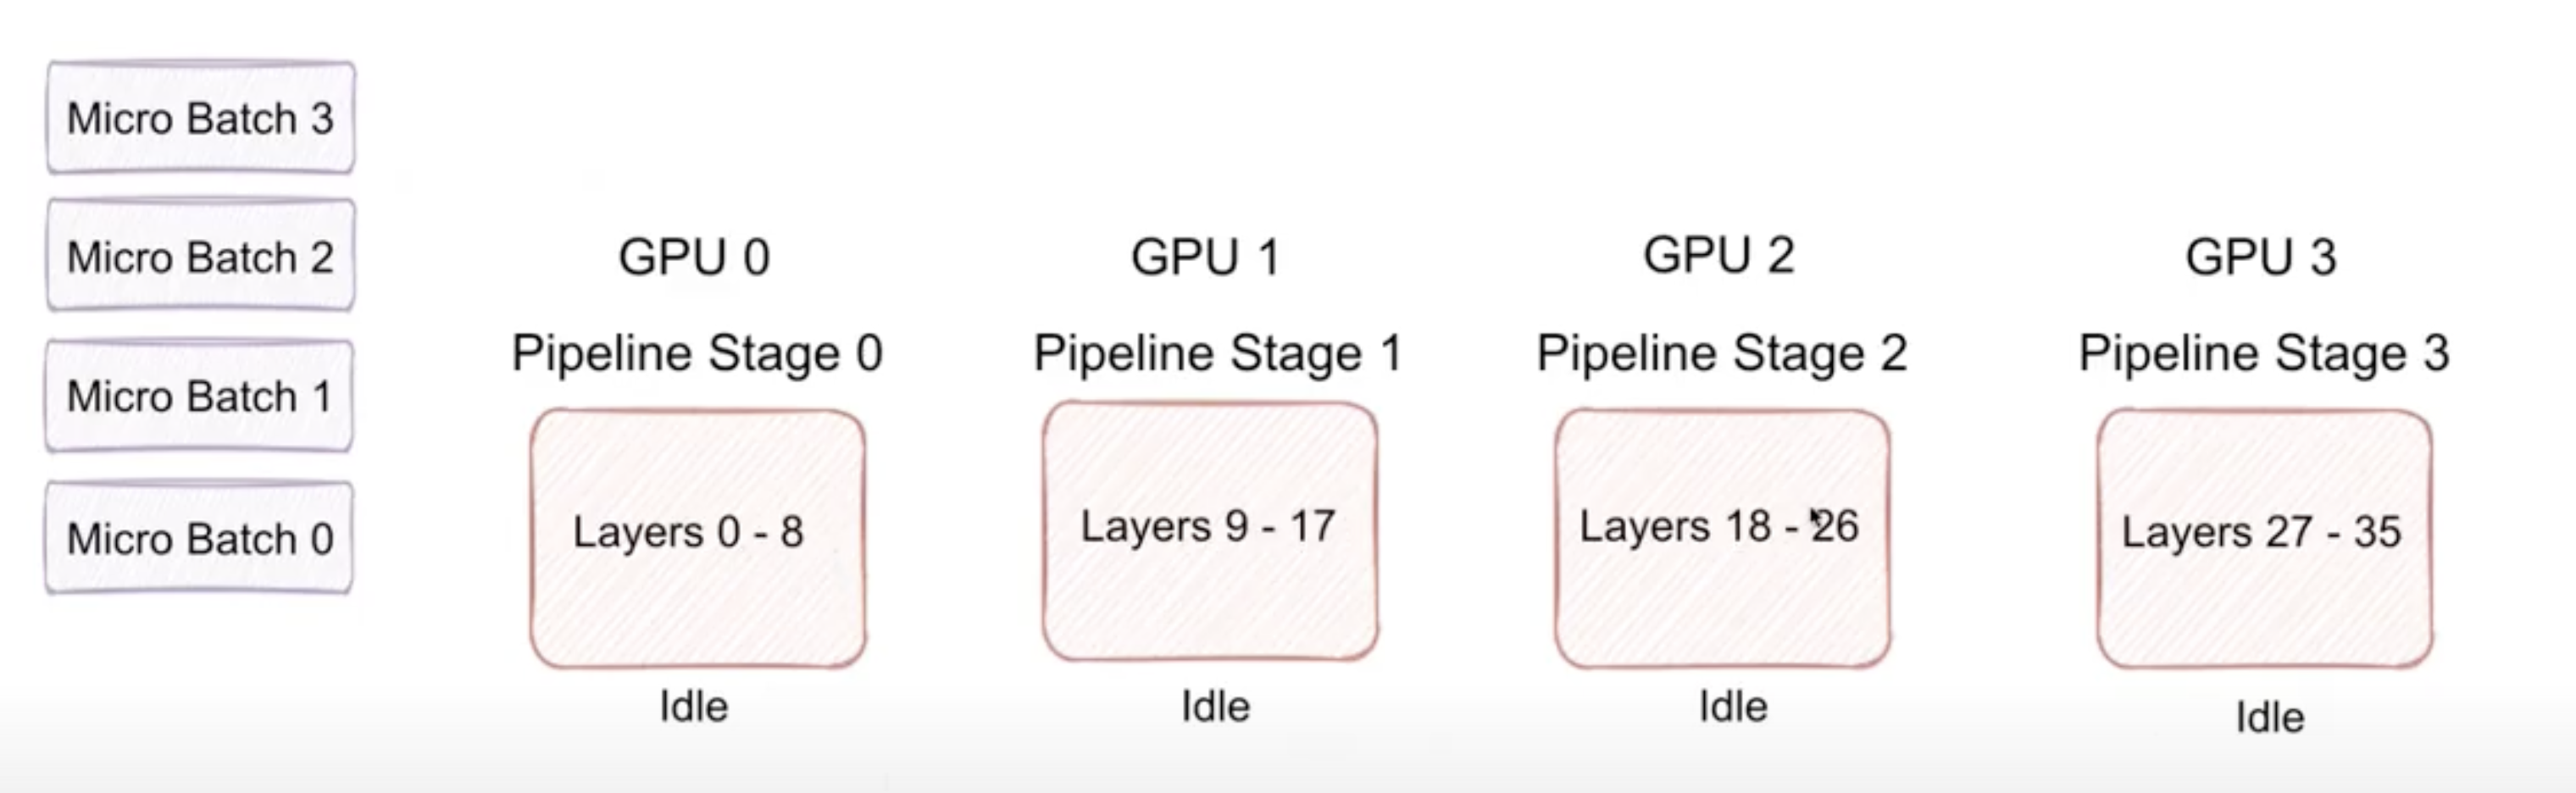 Micro Batch 3
Micro Batch 2
Micro Batch 1
Micro Batch 0
GPU 0
Pipeline Stage 0
Layers 0 - 8
Idle
GPU 1
Pipeline Stage 1
Layers 9 - 17
Idle
GPU 2
Pipeline Stage 2
Layers 18 - 26
Idle
GPU 3
Pipeline Stage 3
Layers 27 - 35
Idle